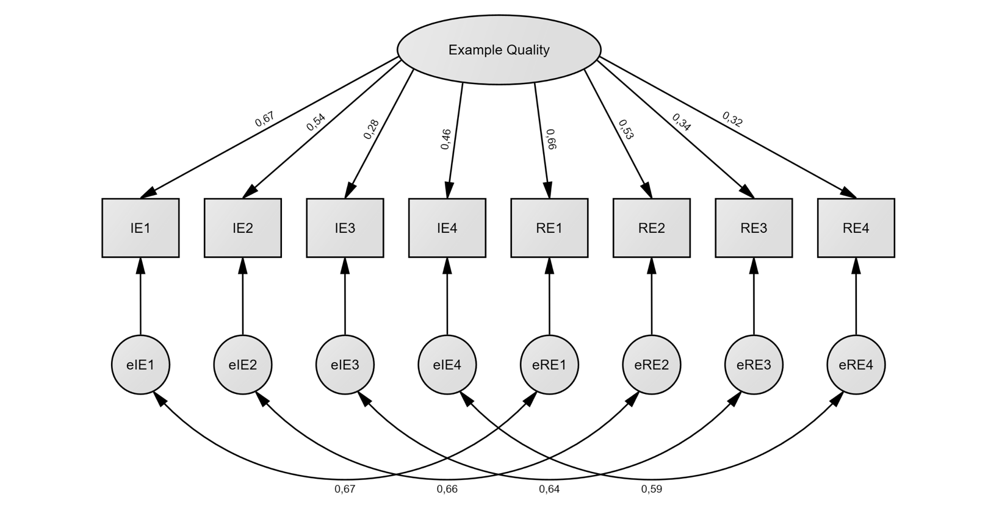 Example Quality
0,67
0,54
0,28
0,46
0,66
0,53
0,34
0,32
IE1
IE2
IE3
IE4
RE1
RE2
RE3
RE4
eIE1
eIE2
eIE3
eIE4
eRE1
eRE2
eRE3
eRE4
0,67
0,66
0,64
0,59